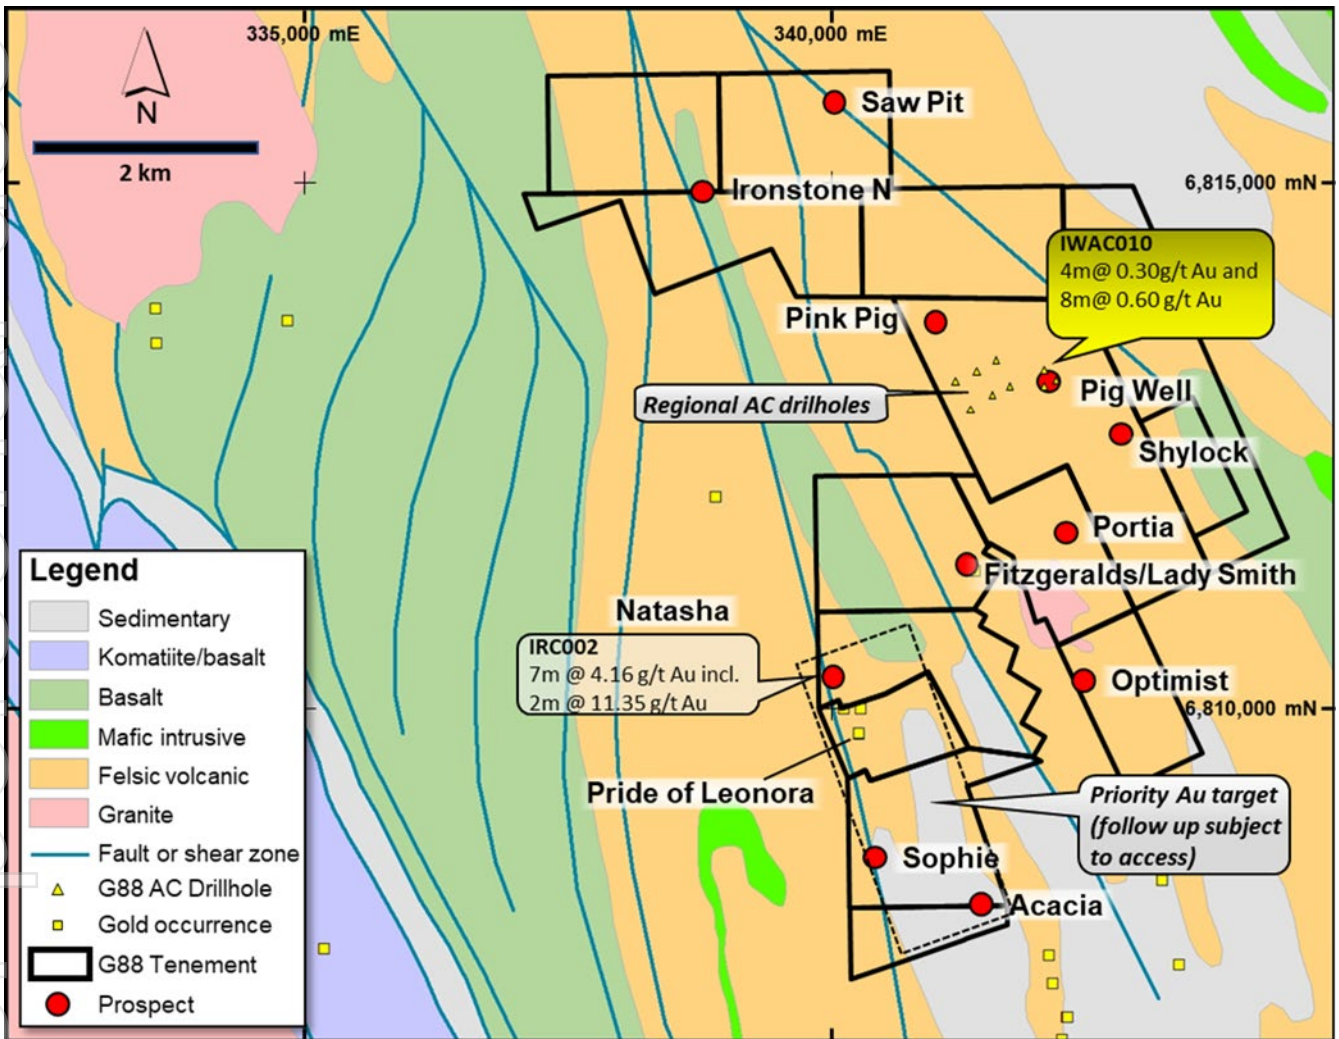 335,000 mE
340,000 mE
N
2 km
Saw Pit
Ironstone N
6,815,000 mN
IWAC010
4m@ 0.30g/t Au and
8m@ 0.60 g/t Au
Pink Pig
Regional AC drilholes
Pig Well
Shylock
Portia
Fitzgeralds/Lady Smith
Natasha
IRC002
7m @ 4.16 g/t Au incl.
2m @ 11.35 g/t Au
Optimist
6,810,000 mN
Pride of Leonora
Priority Au target
(follow up subject
to access)
Sophie
Acacia
Legend
Sedimentary
Komatiite/basalt
Basalt
Mafic intrusive
Felsic volcanic
Granite
Fault or shear zone
G88 AC Drillhole
Gold occurrence
G88 Tenement
Prospect